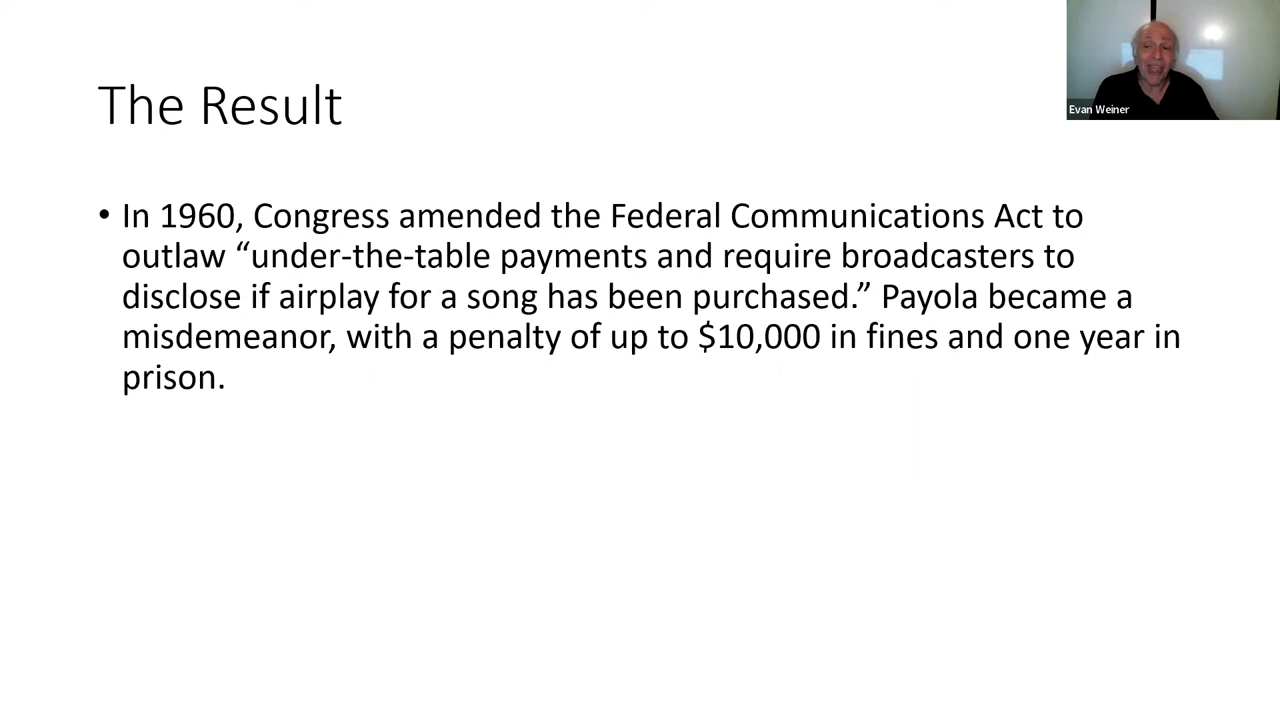 The Result
Evan Weiner
• In 1960, Congress amended the Federal Communications Act to
outlaw “under-the-table payments and require broadcasters to
disclose if airplay for a song has been purchased.” Payola became a
misdemeanor, with a penalty of up to $10,000 in fines and one year in
prison.